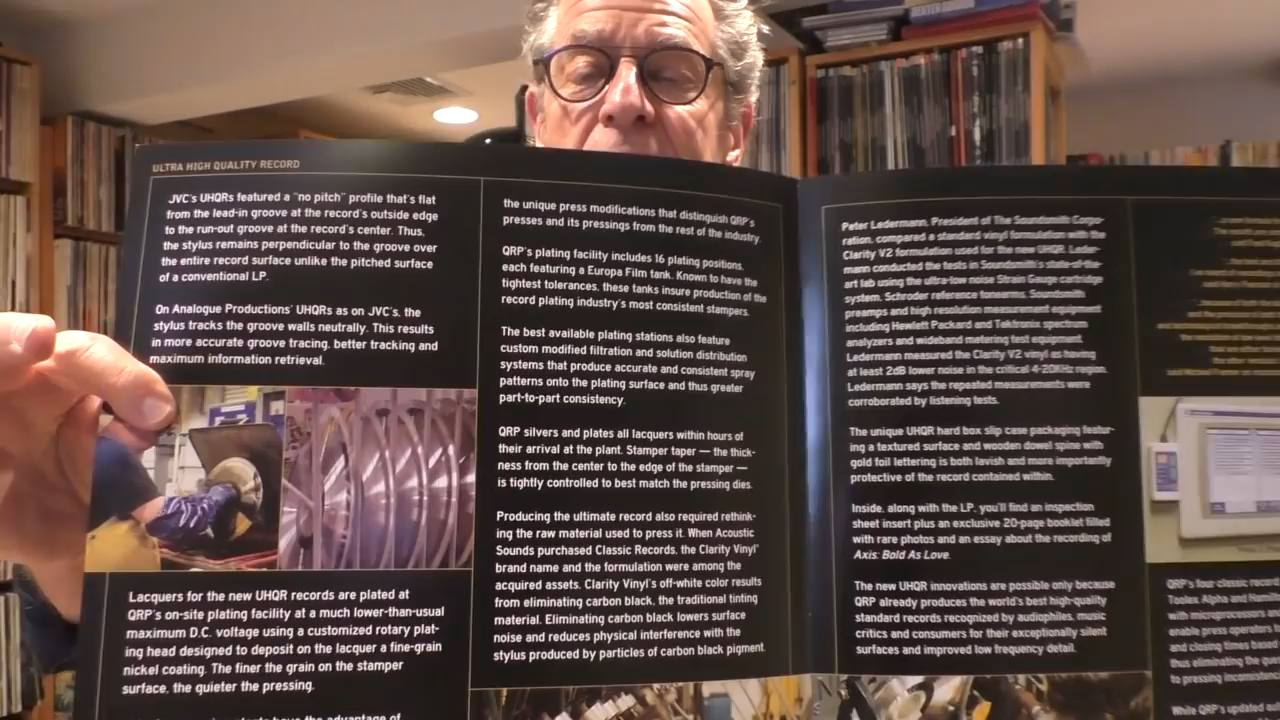 ULTRA HIGH QUALITY RECORD
JVC's UHQRs featured a "no pitch" profile that's flat
from the lead-in groove at the record's outside edge
to the run-out groove at the record's center. Thus,
the stylus remains perpendicular to the groove over
the entire record surface unlike the pitched surface
of a conventional LP.
On Analogue Productions' UHQRs as on JVC's, the
stylus tracks the groove walls neutrally. This results
in more accurate groove tracing, better tracking and
maximum information retrieval.
Lacquers for the new UHQR records are plated at
QRP's on-site plating facility at a much lower-than-usual
maximum D.C. voltage using a customized rotary plat-
ing head designed to deposit on the lacquer a fine-grain
nickel coating. The finer the grain on the stamper
surface, the quieter the pressing.
have the advantage of
the unique press modifications that distinguish QRP's
presses and its pressings from the rest of the industry.
QRP's plating facility includes 16 plating positions,
each featuring a Europa Film tank. Known to have the
tightest tolerances, these tanks insure production of the
record plating industry's most consistent stampers.
The best available plating stations also feature
custom modified filtration and solution distribution
systems that produce accurate and consistent spray
patterns onto the plating surface and thus greater
part-to-part consistency.
QRP silvers and plates all lacquers within hours of
their arrival at the plant. Stamper taper — the thick-
ness from the center to the edge of the stamper —
is tightly controlled to best match the pressing dies.
Producing the ultimate record also required rethink-
ing the raw material used to press it. When Acoustic
Sounds purchased Classic Records, the Clarity Vinyl®
brand name and the formulation were among the
acquired assets. Clarity Vinyl's off-white color results
from eliminating carbon black, the traditional tinting
material. Eliminating carbon black lowers surface
noise and reduces physical interference with the
stylus produced by particles of carbon black pigment.
Peter Ledermann, President of The Soundsmith Corpo-
ration, compared a standard vinyl formulation with the
Clarity V2 formulation used for the new UHQR. Leder-
mann conducted the tests in Soundsmith's state-of-the-
art lab using the ultra-low noise Strain Gauge cartridge
system, Schroder reference tonearms, Soundsmith
preamps and high resolution measurement equipment
including Hewlett Packard and Tektronix spectrum
analyzers and wideband metering test equipment.
Ledermann measured the Clarity V2 vinyl as having
at least 2dB lower noise in the critical 4-20KHz region.
Ledermann says the repeated measurements were
corroborated by listening tests.
The unique UHQR hard box slip case packaging featur-
ing a textured surface and wooden dowel spine with
gold foil lettering is both lavish and more importantly
protective of the record contained within.
Inside, along with the LP, you'll find an inspection
sheet insert plus an exclusive 20-page booklet filled
with rare photos and an essay about the recording of
Axis: Bold As Love.
The new UHQR innovations are possible only because
QRP already produces the world's best high-quality
standard records recognized by audiophiles, music
critics and consumers for their exceptionally silent
surfaces and improved low frequency detail.
QRP's four classic record
Toolex Alpha and Hamil
with microprocessors an
enable press operators t
and closing times based
thus eliminating the que
to pressing inconsisten
While QRP's updated au